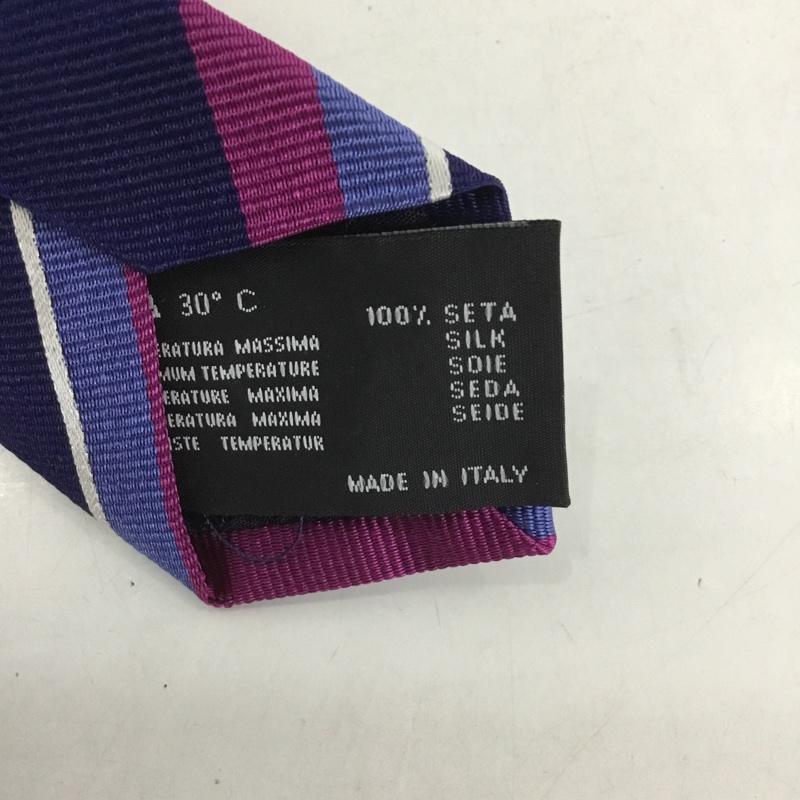 30° C
ERATURA MASSIMA
MUM TEMPERATURE
ERATURE MAXIMA
ERATURA MAXIMA
STE TEMPERATUR
100% SETA
SILK
SOIE
SEDA
SEIDE
MADE IN ITALY